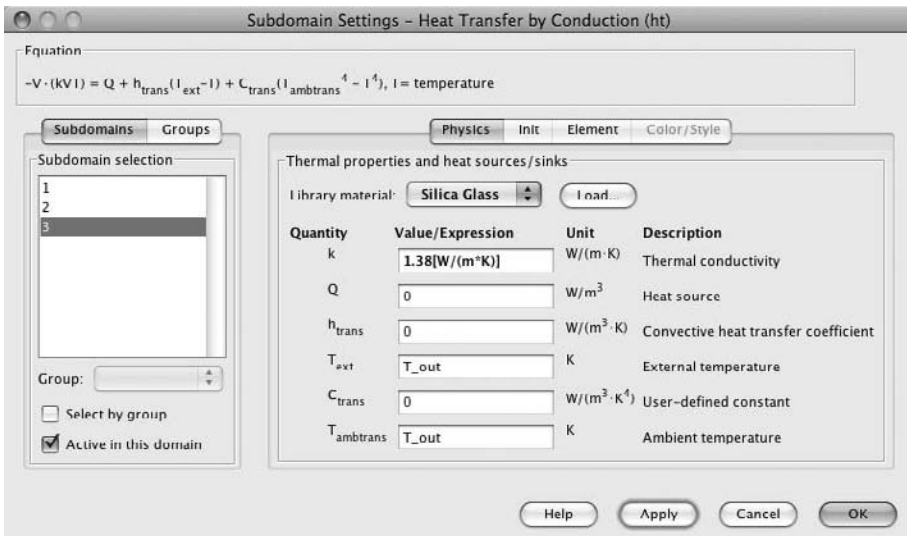 Subdomain Settings – Heat Transfer by Conduction (ht)
Equation
-∇·(k∇T) = Q + h_trans(T_ext-T) + C_trans(T_ambtrans^4 - T^4), T = temperature
Subdomains Groups
Subdomain selection
1
2
3
Group:
Select by group
Active in this domain
Physics Init Element Color/Style
Thermal properties and heat sources/sinks
Library material: Silica Glass Load...
Quantity Value/Expression Unit Description
k 1.38[W/(m*K)] W/(m·K) Thermal conductivity
Q 0 W/m³ Heat source
h_trans 0 W/(m³·K) Convective heat transfer coefficient
T_ext T_out K External temperature
C_trans 0 W/(m³·K⁴) User-defined constant
T_ambtrans T_out K Ambient temperature
Help Apply Cancel OK